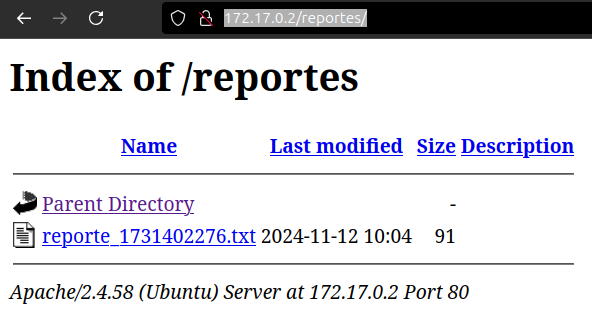 172.17.0.2/reportes/
Index of /reportes
Name Last modified Size Description
Parent Directory -
reporte_1731402276.txt 2024-11-12 10:04 91
Apache/2.4.58 (Ubuntu) Server at 172.17.0.2 Port 80